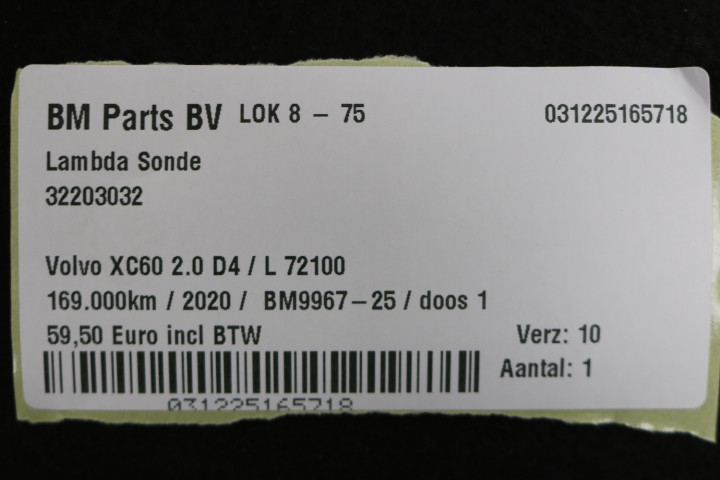 BM Parts BV LOK 8 - 75 031225165718
Lambda Sonde
32203032
Volvo XC60 2.0 D4 / L 72100
169.000km / 2020 / BM9967-25 / doos 1
59,50 Euro incl BTW Verz: 10
Aantal: 1
031225165718